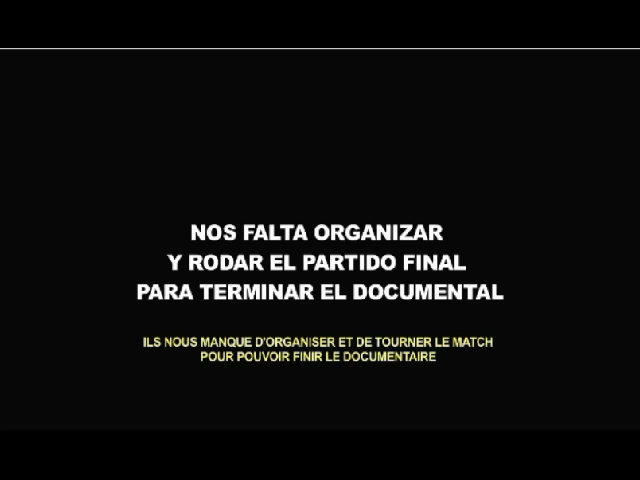 NOS FALTA ORGANIZAR
Y RODAR EL PARTIDO FINAL
PARA TERMINAR EL DOCUMENTAL
ILS NOUS MANQUE D'ORGANISER ET DE TOURNER LE MATCH
POUR POUVOIR FINIR LE DOCUMENTAIRE